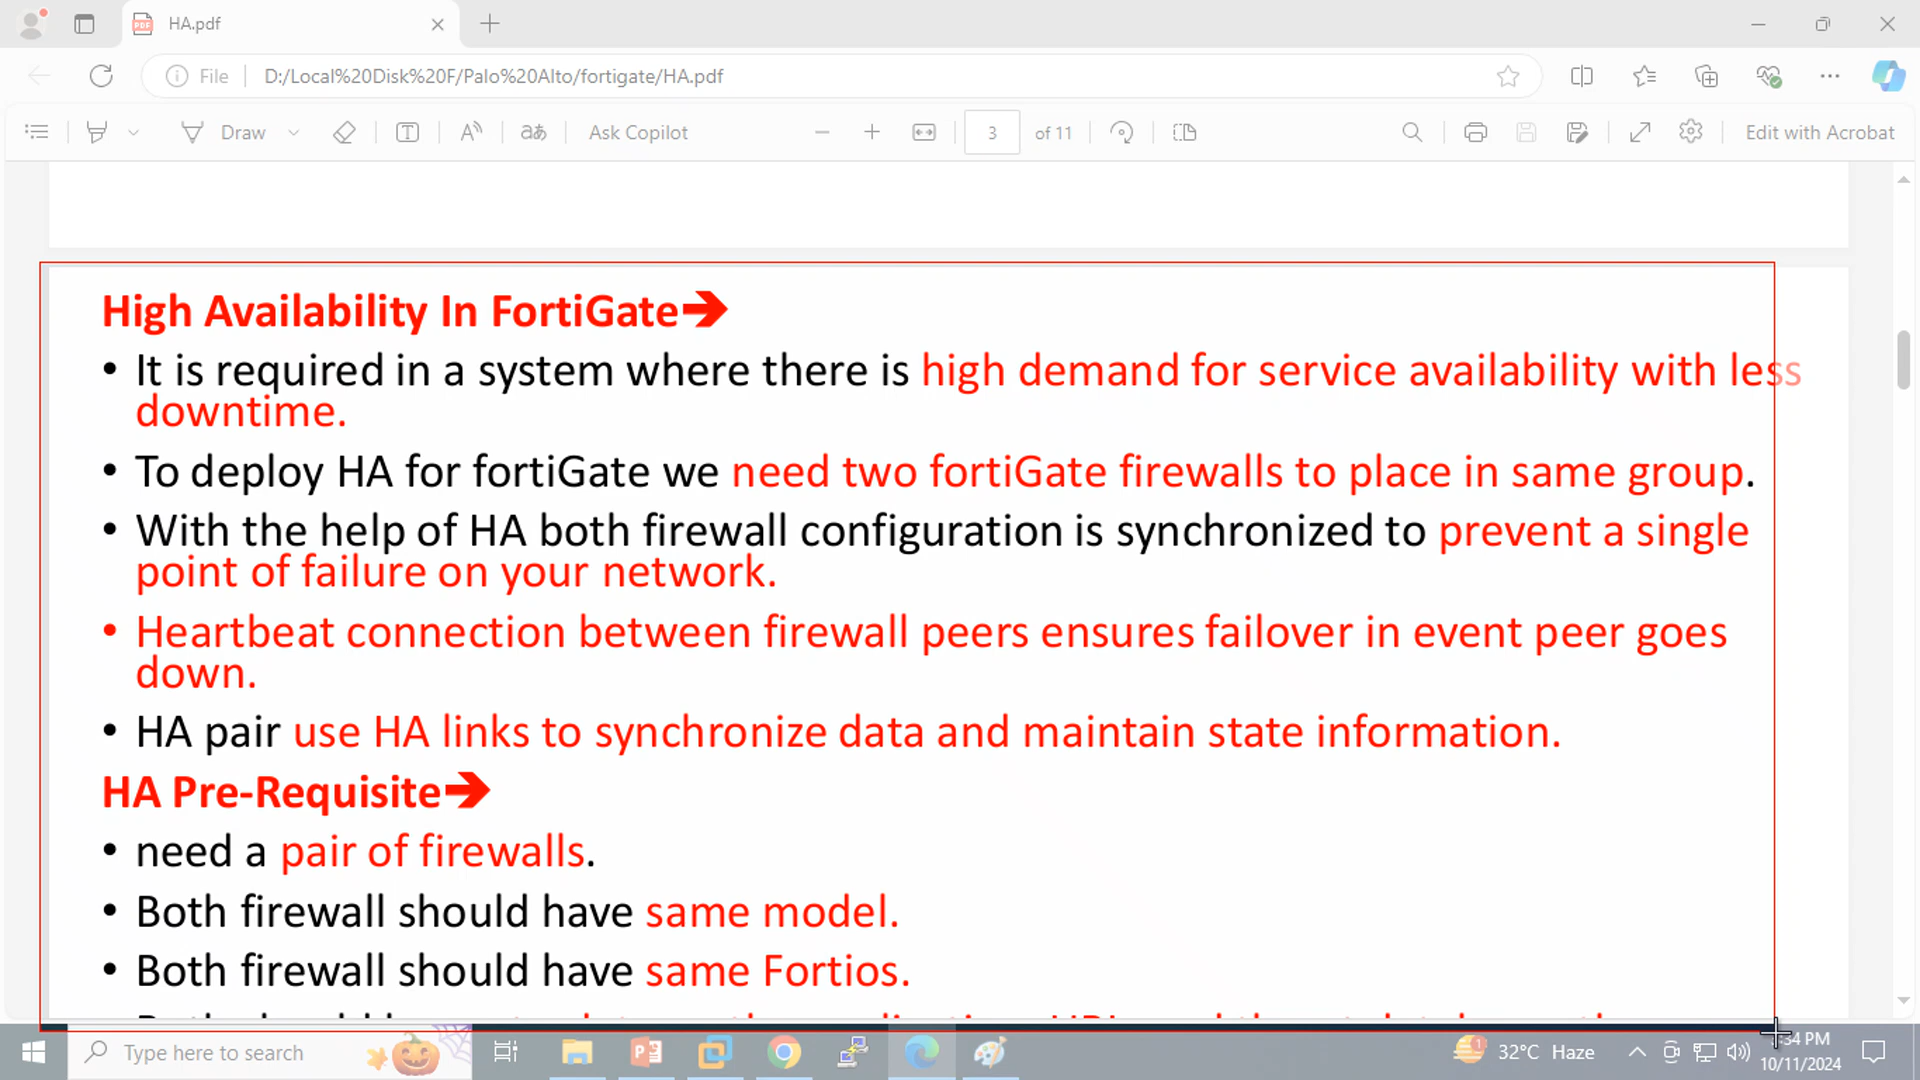 HA.pdf
File
D:/Local%20Disk%20F/Palo%20Alto/fortigate/HA.pdf
Draw
Ask Copilot
3 of 11
Edit with Acrobat
High Availability In FortiGate➔
• It is required in a system where there is high demand for service availability with less
downtime.
• To deploy HA for fortiGate we need two fortiGate firewalls to place in same group.
• With the help of HA both firewall configuration is synchronized to prevent a single
point of failure on your network.
• Heartbeat connection between firewall peers ensures failover in event peer goes
down.
• HA pair use HA links to synchronize data and maintain state information.
HA Pre-Requisite➔
• need a pair of firewalls.
• Both firewall should have same model.
• Both firewall should have same Fortios.
Type here to search
32°C Haze
:34 PM
10/11/2024